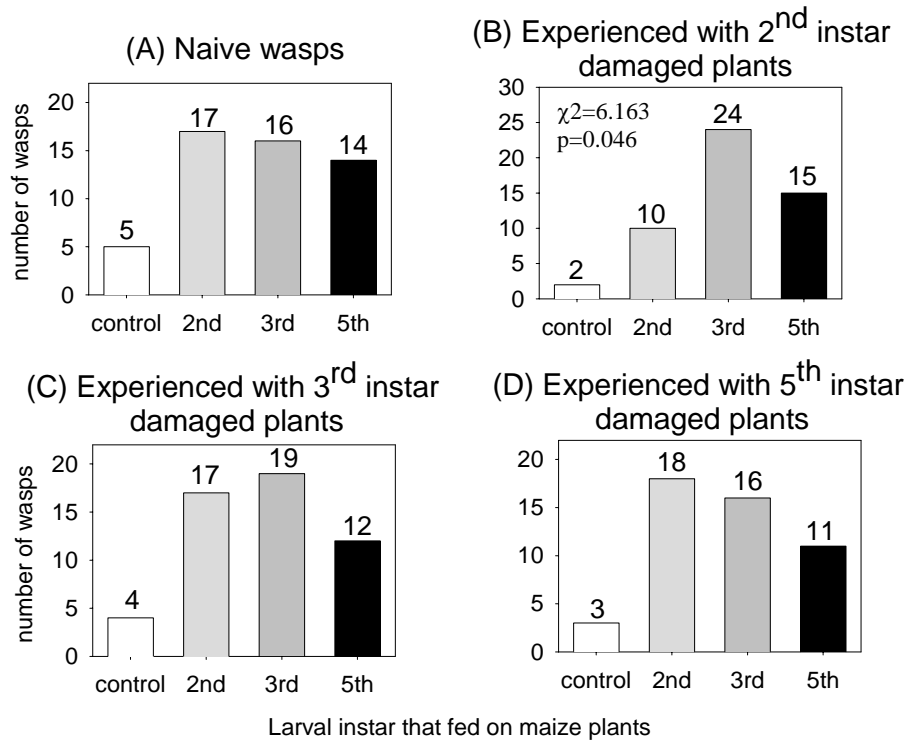 (A) Naive wasps
number of wasps
20
15
10
5
0
5
17
16
14
control 2nd 3rd 5th
(B) Experienced with 2nd instar
damaged plants
30
25
20
15
10
5
0
χ2=6.163
p=0.046
2
10
24
15
control 2nd 3rd 5th
(C) Experienced with 3rd instar
damaged plants
number of wasps
20
15
10
5
0
4
17
19
12
control 2nd 3rd 5th
(D) Experienced with 5th instar
damaged plants
20
15
10
5
0
3
18
16
11
control 2nd 3rd 5th
Larval instar that fed on maize plants